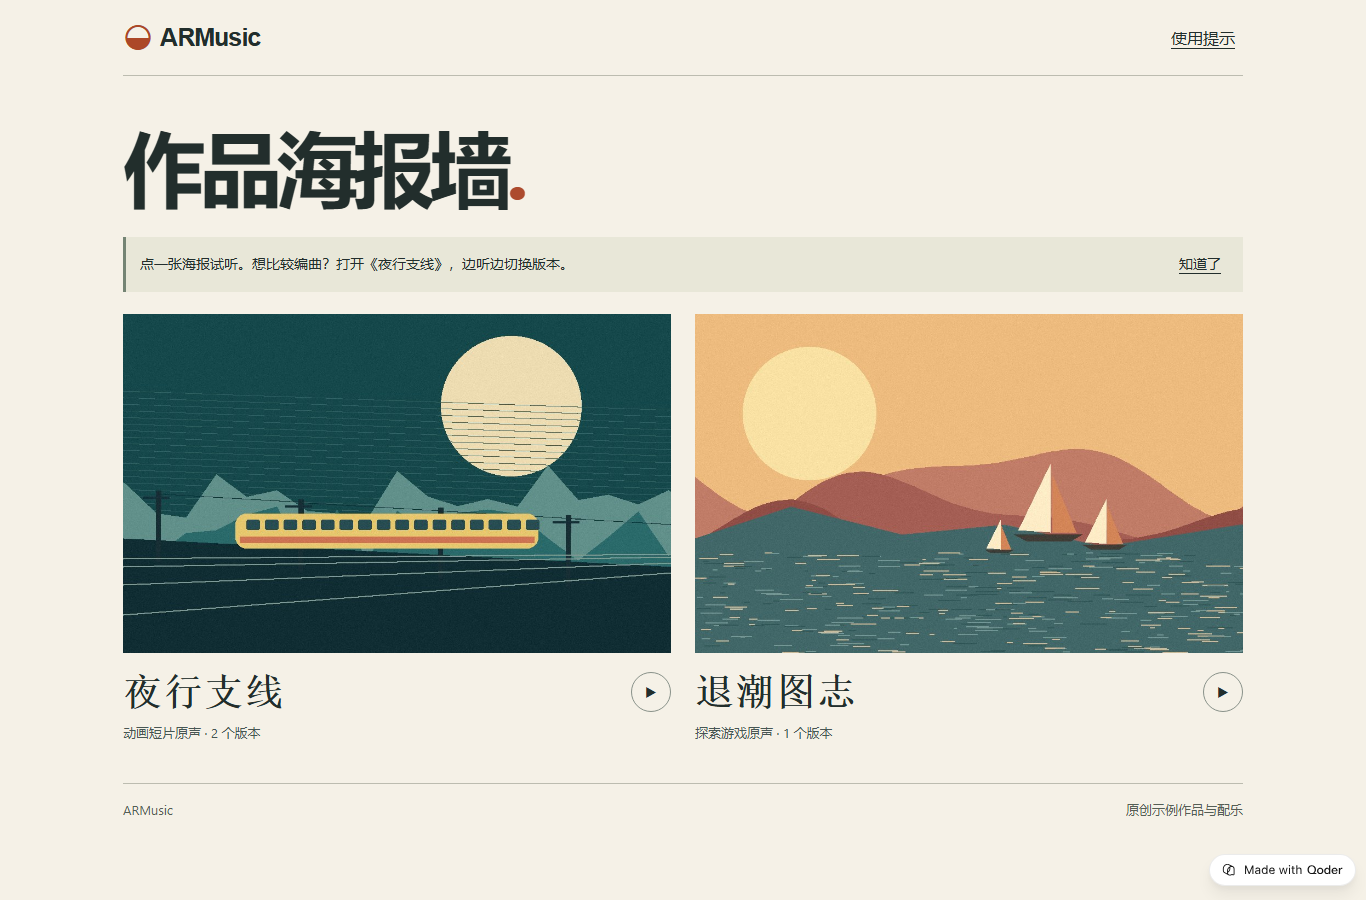 ARMusic
使用提示
作品海报墙.
点一张海报试听。想比较编曲？打开《夜行支线》，边听边切换版本。
知道了
夜行支线
动画短片原声 · 2 个版本
退潮图志
探索游戏原声 · 1 个版本
ARMusic
原创示例作品与配乐
Made with Qoder